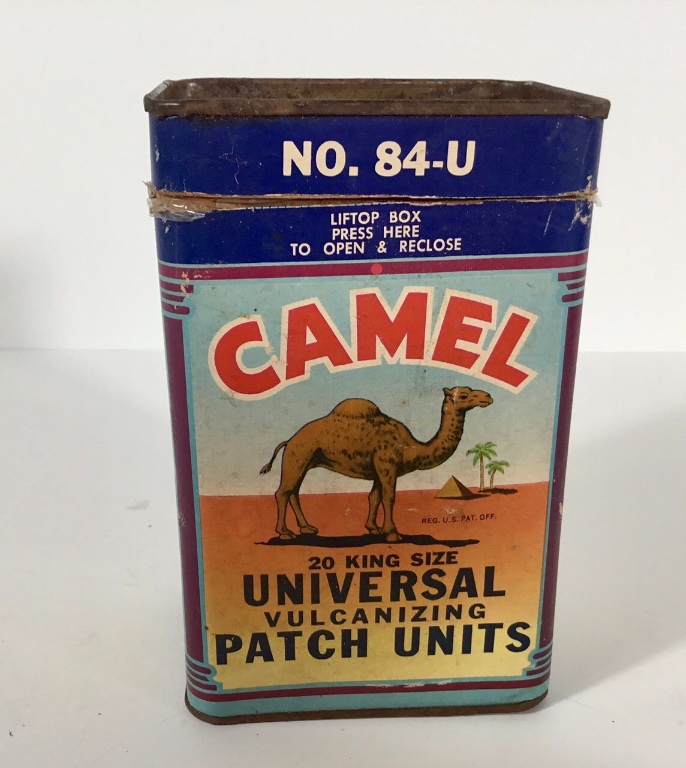 NO. 84-U
LIFTOP BOX
PRESS HERE
TO OPEN & RECLOSE
CAMEL
REG. U.S. PAT. OFF.
20 KING SIZE
UNIVERSAL
VULCANIZING
PATCH UNITS